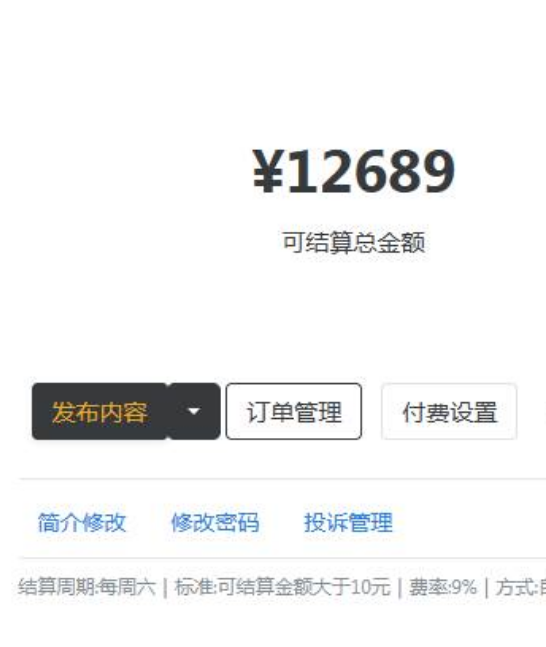 ¥12689
可结算总金额
发布内容 订单管理 付费设置
简介修改 修改密码 投诉管理
结算周期:每周六 | 标准:可结算金额大于10元 | 费率:9% | 方式: